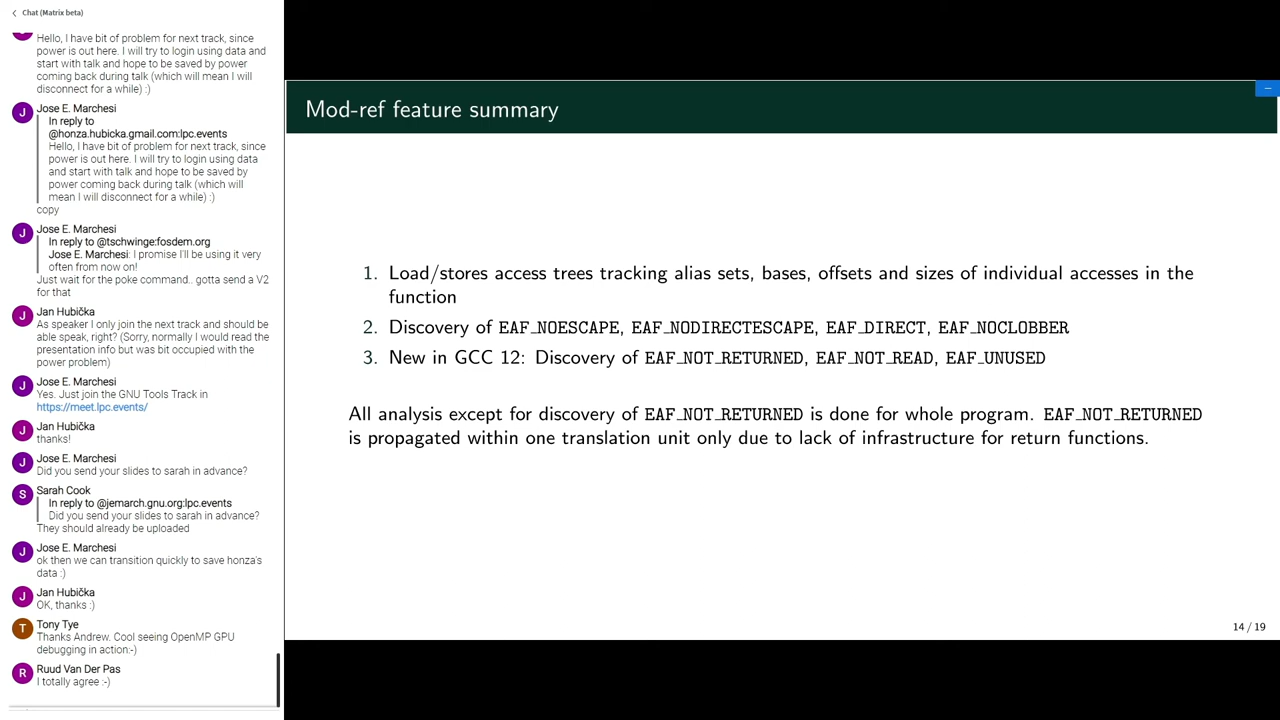 Chat (Matrix beta)
Hello, I have bit of problem for next track, since
power is out here. I will try to login using data and
start with talk and hope to be saved by power
coming back during talk (which will mean I will
disconnect for a while) :)
J
Jose E. Marchesi
In reply to
@honza.hubicka.gmail.com:lpc.events
Hello, I have bit of problem for next track, since
power is out here. I will try to login using data
and start with talk and hope to be saved by
power coming back during talk (which will
mean I will disconnect for a while) :)
copy
J
Jose E. Marchesi
In reply to @tschwinge:fosdem.org
Jose E. Marchesi: I promise I'll be using it very
often from now on!
Just wait for the poke command.. gotta send a V2
for that
J
Jan Hubička
As speaker I only join the next track and should be
able speak, right? (Sorry, normally I would read the
presentation info but was bit occupied with the
power problem)
J
Jose E. Marchesi
Yes. Just join the GNU Tools Track in
https://meet.lpc.events/
J
Jan Hubička
thanks!
J
Jose E. Marchesi
Did you send your slides to sarah in advance?
S
Sarah Cook
In reply to @jemarch.gnu.org:lpc.events
Did you send your slides to sarah in advance?
They should already be uploaded
J
Jose E. Marchesi
ok then we can transition quickly to save honza's
data :)
J
Jan Hubička
OK, thanks :)
T
Tony Tye
Thanks Andrew. Cool seeing OpenMP GPU
debugging in action:-)
R
Ruud Van Der Pas
I totally agree :-)
Mod-ref feature summary
1. Load/stores access trees tracking alias sets, bases, offsets and sizes of individual accesses in the
function
2. Discovery of EAF_NOESCAPE, EAF_NODIRECTESCAPE, EAF_DIRECT, EAF_NOCLOBBER
3. New in GCC 12: Discovery of EAF_NOT_RETURNED, EAF_NOT_READ, EAF_UNUSED
All analysis except for discovery of EAF_NOT_RETURNED is done for whole program. EAF_NOT_RETURNED
is propagated within one translation unit only due to lack of infrastructure for return functions.
14 / 19